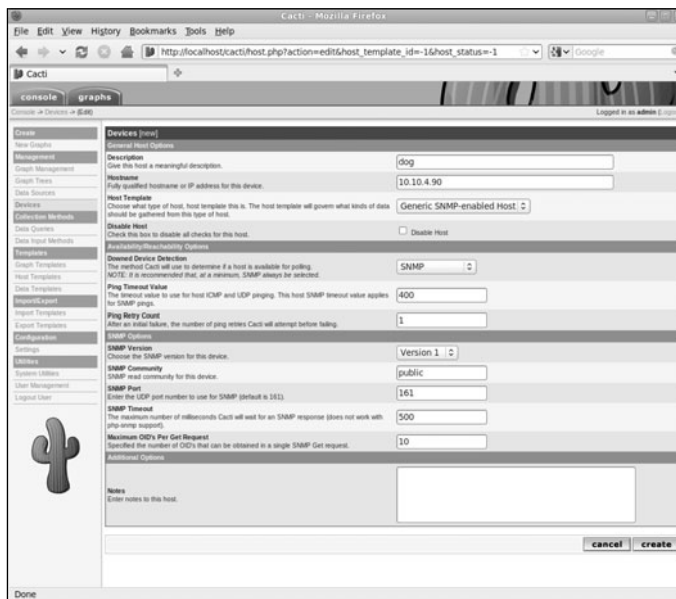 Cacti - Mozilla Firefox
File Edit View History Bookmarks Tools Help
http://localhost/cacti/host.php?action=edit&host_template_id=-1&host_status=-1
Google
Cacti
console graphs
Console -> Devices -> (Edit)
Logged in as admin
Create
New Graphs
Management
Graph Management
Graph Trees
Data Sources
Devices
Collection Methods
Data Queries
Data Input Methods
Templates
Graph Templates
Host Templates
Data Templates
Import/Export
Import Templates
Export Templates
Configuration
Settings
Utilities
System Utilities
User Management
Logout User
Devices [new]
General Host Options
Description
Give this host a meaningful description.
dog
Hostname
Fully qualified hostname or IP address for this device.
10.10.4.90
Host Template
Choose what type of host, host template this is. The host template will govern what kinds of data
should be gathered from this type of host.
Generic SNMP-enabled Host
Disable Host
Check this box to disable all checks for this host.
Disable Host
Availability/Reachability Options
Downed Device Detection
The method Cacti will use to determine if a host is available for polling.
NOTE: It is recommended that, at a minimum, SNMP always be selected.
SNMP
Ping Timeout Value
The timeout value to use for host ICMP and UDP pinging. This host SNMP timeout value applies
for SNMP pings.
400
Ping Retry Count
After an initial failure, the number of ping retries Cacti will attempt before failing.
1
SNMP Options
SNMP Version
Choose the SNMP version for this device.
Version 1
SNMP Community
SNMP read community for this device.
public
SNMP Port
Enter the UDP port number to use for SNMP (default is 161).
161
SNMP Timeout
The maximum number of milliseconds Cacti will wait for an SNMP response (does not work with
php-snmp support).
500
Maximum OID's Per Get Request
Specified the number of OID's that can be obtained in a single SNMP Get request.
10
Additional Options
Notes
Enter notes to this host.
cancel create
Done